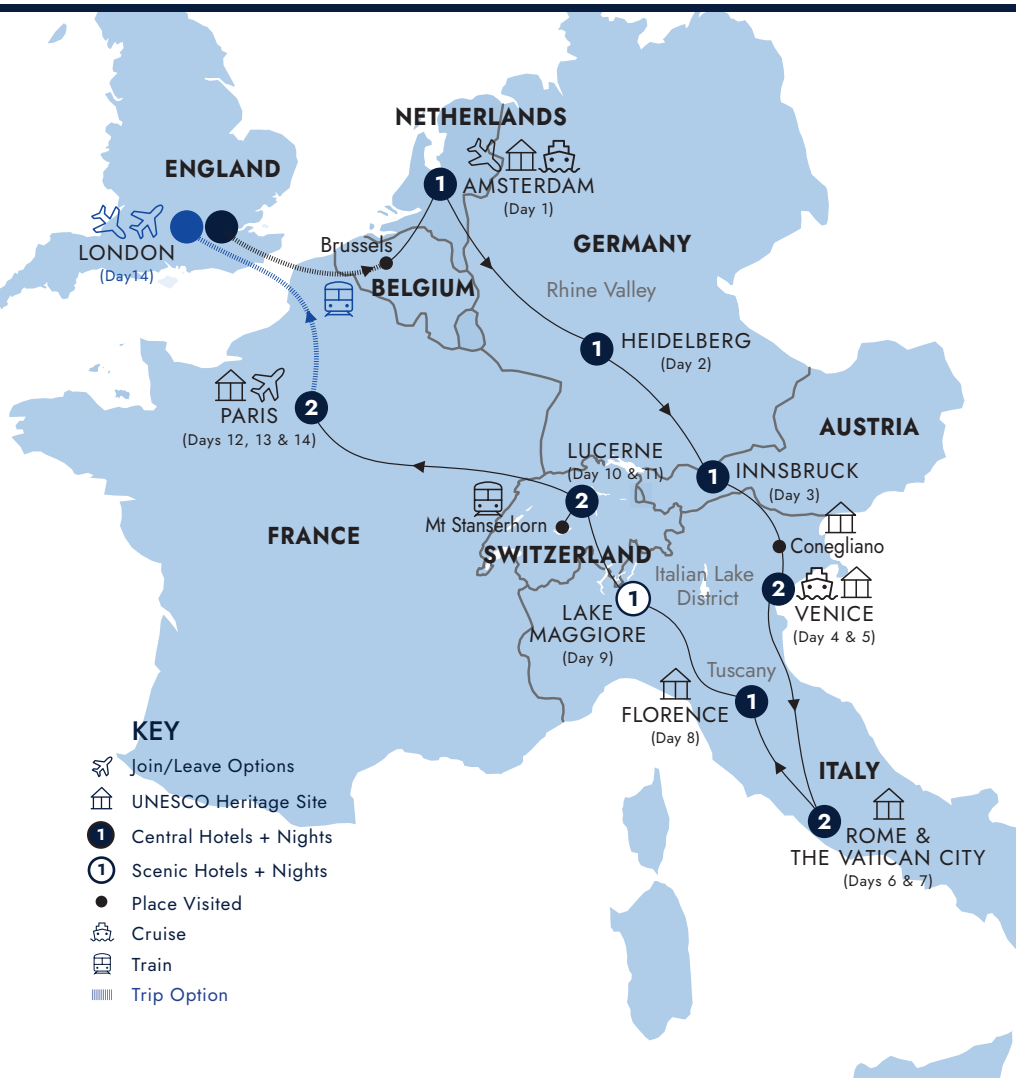 NETHERLANDS
ENGLAND
1
AMSTERDAM
(Day 1)
LONDON
(Day14)
Brussels
GERMANY
BELGIUM
Rhine Valley
1
HEIDELBERG
(Day 2)
PARIS
2
(Days 12, 13 & 14)
AUSTRIA
LUCERNE
(Day 10 & 11)
2
1
INNSBRUCK
(Day 3)
Mt Stanserhorn
FRANCE
SWITZERLAND
Conegliano
Italian Lake
District
2
VENICE
(Day 4 & 5)
1
LAKE
MAGGIORE
(Day 9)
Tuscany
1
FLORENCE
(Day 8)
ITALY
2
ROME &
THE VATICAN CITY
(Days 6 & 7)
KEY
Join/Leave Options
UNESCO Heritage Site
1 Central Hotels + Nights
1 Scenic Hotels + Nights
Place Visited
Cruise
Train
Trip Option